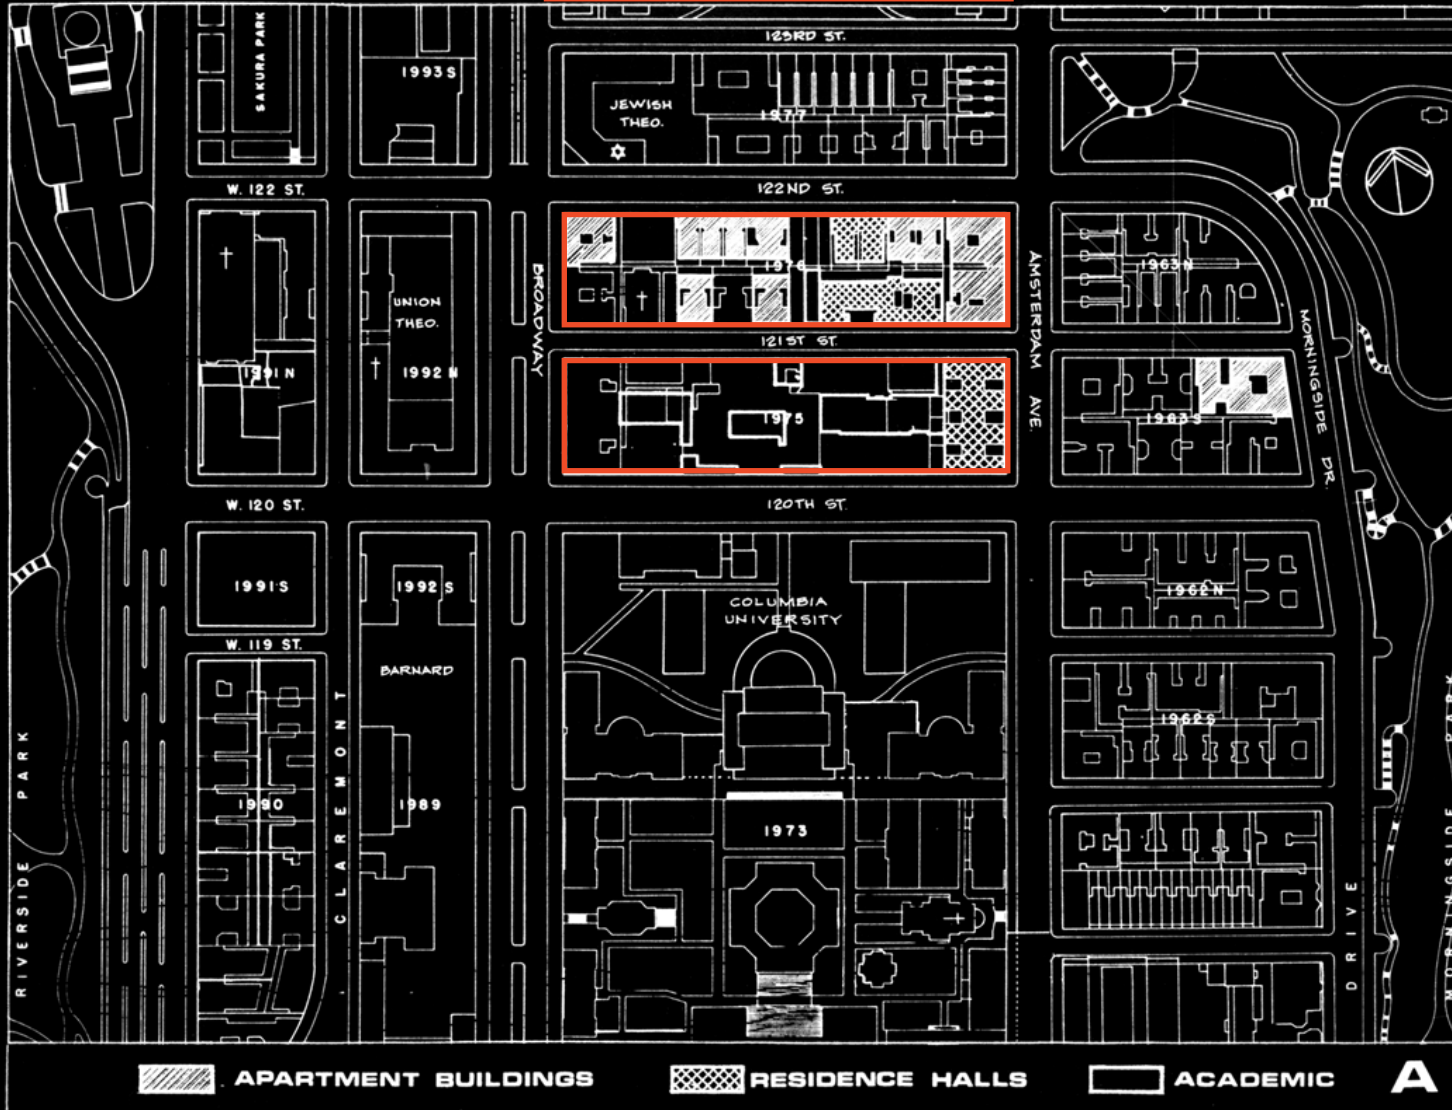 123RD ST.
SAKURA PARK
1993 S
JEWISH
THEO.
1977
W. 122 ST.
122ND ST.
BROADWAY
AMSTERDAM AVE.
1976
1963 N
UNION
THEO.
MORNINGSIDE DR.
121ST ST.
1991 N
1992 N
1975
1963 S
W. 120 ST.
120TH ST.
1991 S
1992 S
COLUMBIA
UNIVERSITY
1962 N
W. 119 ST.
BARNARD
CLAREMONT
1962 S
RIVERSIDE PARK
1990
1989
1973
DRIVE
MORNINGSIDE PARK
APARTMENT BUILDINGS
RESIDENCE HALLS
ACADEMIC
A